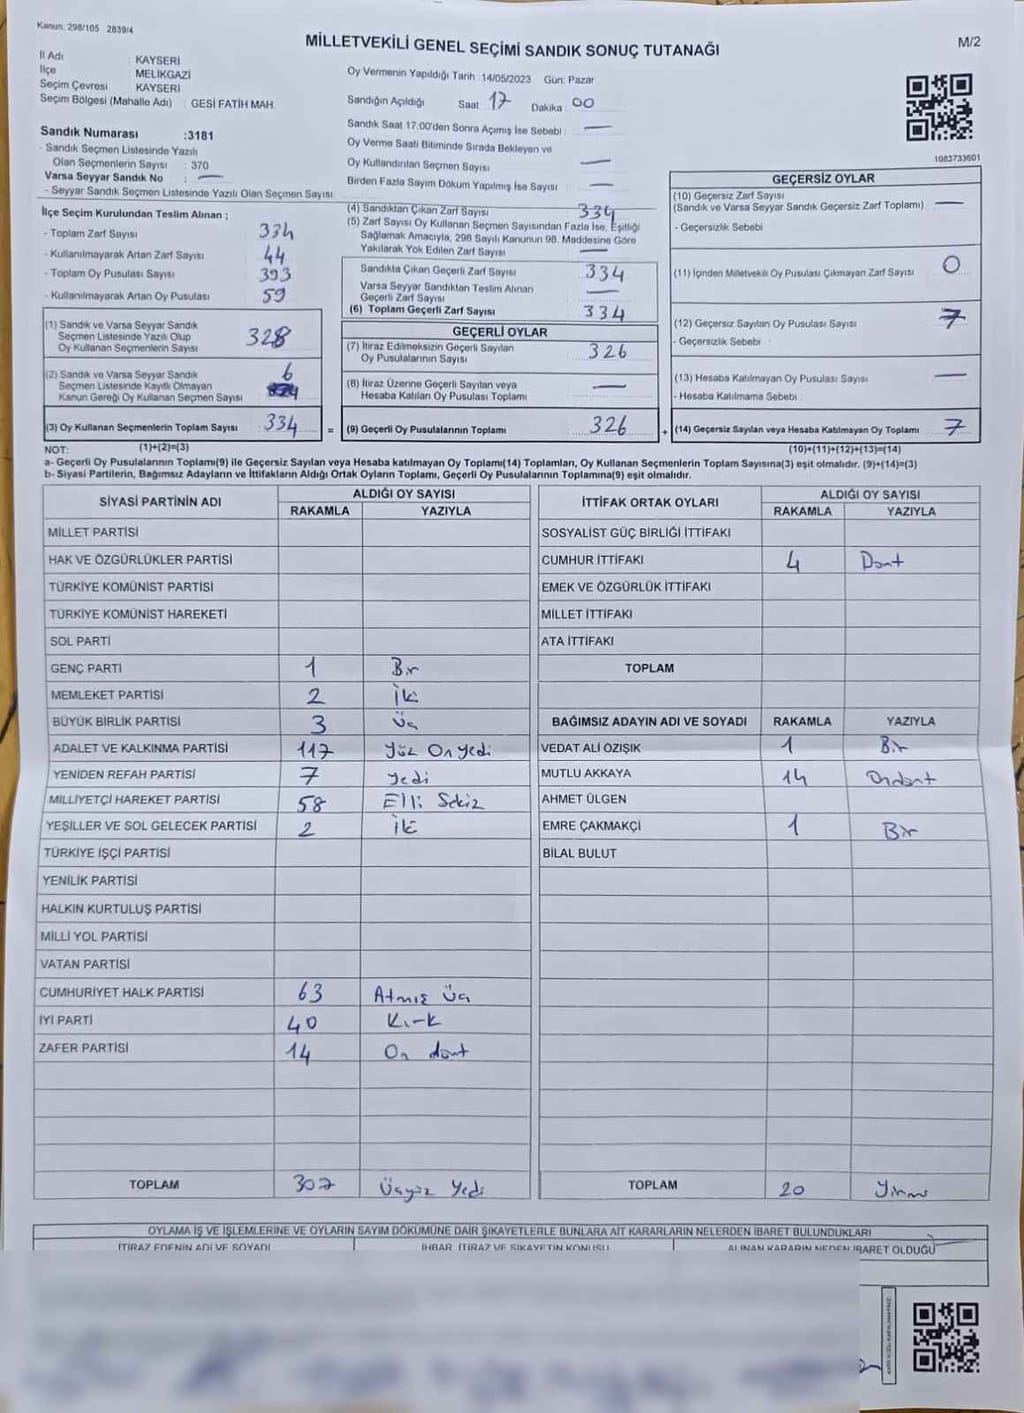 Kanun: 298/105 2839/4
MİLLETVEKİLİ GENEL SEÇİMİ SANDIK SONUÇ TUTANAĞI
M/2
İl Adı : KAYSERİ
İlçe MELİKGAZİ
Seçim Çevresi KAYSERİ
Seçim Bölgesi (Mahalle Adı) : GESİ FATİH MAH.
Oy Vermenin Yapıldığı Tarih :14/05/2023 Gün: Pazar
Sandığın Açıldığı Saat 17 Dakika 00
Sandık Saat 17:00'den Sonra Açımış İse Sebebi : —
Oy Verme Saati Bitiminde Sırada Bekleyen ve
Oy Kullandırılan Seçmen Sayısı —
Birden Fazla Sayım Döküm Yapılmış İse Sayısı —
1083733601
Sandık Numarası :3181
- Sandık Seçmen Listesinde Yazılı
Olan Seçmenlerin Sayısı : 370
Varsa Seyyar Sandık No : —
- Seyyar Sandık Seçmen Listesinde Yazılı Olan Seçmen Sayısı
İlçe Seçim Kurulundan Teslim Alınan ;
- Toplam Zarf Sayısı 334
- Kullanılmayarak Artan Zarf Sayısı 44
- Toplam Oy Pusulası Sayısı 393
- Kullanılmayarak Artan Oy Pusulası 59
(1) Sandık ve Varsa Seyyar Sandık
Seçmen Listesinde Yazılı Olup
Oy Kullanan Seçmenlerin Sayısı 328
(2) Sandık ve Varsa Seyyar Sandık
Seçmen Listesinde Kayıtlı Olmayan
Kanun Gereği Oy Kullanan Seçmen Sayısı 6
(3) Oy Kullanan Seçmenlerin Toplam Sayısı : 334 =
(4) Sandıktan Çıkan Zarf Sayısı 334
(5) Zarf Sayısı Oy Kullanan Seçmen Sayısından Fazla İse, Eşitliği
Sağlamak Amacıyla, 298 Sayılı Kanunun 98. Maddesine Göre
Yakılarak Yok Edilen Zarf Sayısı —
Sandıkta Çıkan Geçerli Zarf Sayısı 334
Varsa Seyyar Sandıktan Teslim Alınan
Geçerli Zarf Sayısı —
(6) Toplam Geçerli Zarf Sayısı 334
GEÇERLİ OYLAR
(7) İtiraz Edilmeksizin Geçerli Sayılan
Oy Pusulalarının Sayısı 326
(8) İtiraz Üzerine Geçerli Sayılan veya
Hesaba Katılan Oy Pusulaları Toplamı —
(9) Geçerli Oy Pusulalarının Toplamı 326 +
GEÇERSİZ OYLAR
(10) Geçersiz Zarf Sayısı
(Sandık ve Varsa Seyyar Sandık Geçersiz Zarf Toplamı) —
- Geçersizlik Sebebi
(11) İçinden Milletvekili Oy Pusulası Çıkmayan Zarf Sayısı 0
(12) Geçersiz Sayılan Oy Pusulası Sayısı 7
- Geçersizlik Sebebi :
(13) Hesaba Katılmayan Oy Pusulası Sayısı —
- Hesaba Katılmama Sebebi :
(14) Geçersiz Sayılan veya Hesaba Katılmayan Oy Toplamı 7
NOT: (1)+(2)=(3) (10)+(11)+(12)+(13)=(14)
a- Geçerli Oy Pusulalarının Toplamı(9) ile Geçersiz Sayılan veya Hesaba katılmayan Oy Toplamı(14) Toplamları, Oy Kullanan Seçmenlerin Toplam Sayısına(3) eşit olmalıdır. (9)+(14)=(3)
b- Siyasi Partilerin, Bağımsız Adayların ve İttifakların Aldığı Ortak Oyların Toplamı, Geçerli Oy Pusulalarının Toplamına(9) eşit olmalıdır.
SİYASİ PARTİNİN ADI ALDIĞI OY SAYISI
RAKAMLA YAZIYLA
MİLLET PARTİSİ
HAK VE ÖZGÜRLÜKLER PARTİSİ
TÜRKİYE KOMÜNİST PARTİSİ
TÜRKİYE KOMÜNİST HAREKETİ
SOL PARTİ
GENÇ PARTİ 1 Bir
MEMLEKET PARTİSİ 2 İki
BÜYÜK BİRLİK PARTİSİ 3 Üç
ADALET VE KALKINMA PARTİSİ 117 Yüz On yedi
YENİDEN REFAH PARTİSİ 7 Yedi
MİLLİYETÇİ HAREKET PARTİSİ 58 Elli Sekiz
YEŞİLLER VE SOL GELECEK PARTİSİ 2 İki
TÜRKİYE İŞÇİ PARTİSİ
YENİLİK PARTİSİ
HALKIN KURTULUŞ PARTİSİ
MİLLİ YOL PARTİSİ
VATAN PARTİSİ
CUMHURİYET HALK PARTİSİ 63 Atmış Üç
İYİ PARTİ 40 Kırk
ZAFER PARTİSİ 14 On dört
TOPLAM 307 Üçyüz Yedi
İTTİFAK ORTAK OYLARI ALDIĞI OY SAYISI
RAKAMLA YAZIYLA
SOSYALİST GÜÇ BİRLİĞİ İTTİFAKI
CUMHUR İTTİFAKI 4 Dört
EMEK VE ÖZGÜRLÜK İTTİFAKI
MİLLET İTTİFAKI
ATA İTTİFAKI
TOPLAM
BAĞIMSIZ ADAYIN ADI VE SOYADI RAKAMLA YAZIYLA
VEDAT ALİ ÖZIŞIK 1 Bir
MUTLU AKKAYA 14 Ondört
AHMET ÜLGEN
EMRE ÇAKMAKÇİ 1 Bir
BİLAL BULUT
TOPLAM 20 Yirmi
OYLAMA İŞ VE İŞLEMLERİNE VE OYLARIN SAYIM DÖKÜMÜNE DAİR ŞİKAYETLERLE BUNLARA AİT KARARLARIN NELERDEN İBARET BULUNDUKLARI
İTİRAZ EDENİN ADI VE SOYADI İHBAR, İTİRAZ VE ŞİKAYETİN KONUSU ALINAN KARARIN NEDEN İBARET OLDUĞU